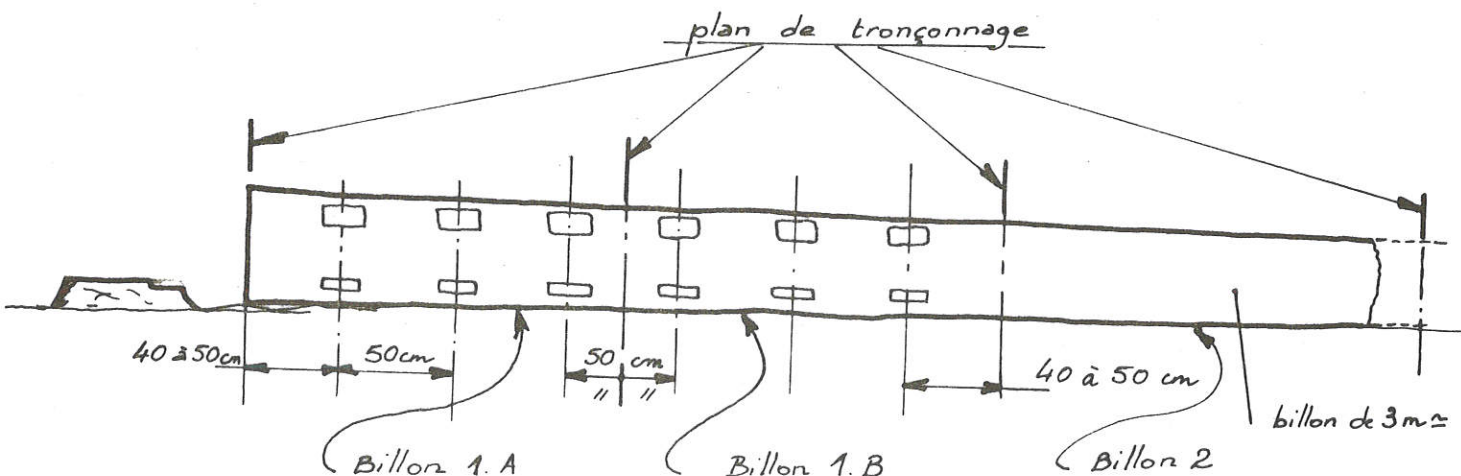 plan de tronçonnage
40 à 50cm
50cm
50 cm
" "
40 à 50 cm
billon de 3m ≃
Billon 1.A
Billon 1.B
Billon 2